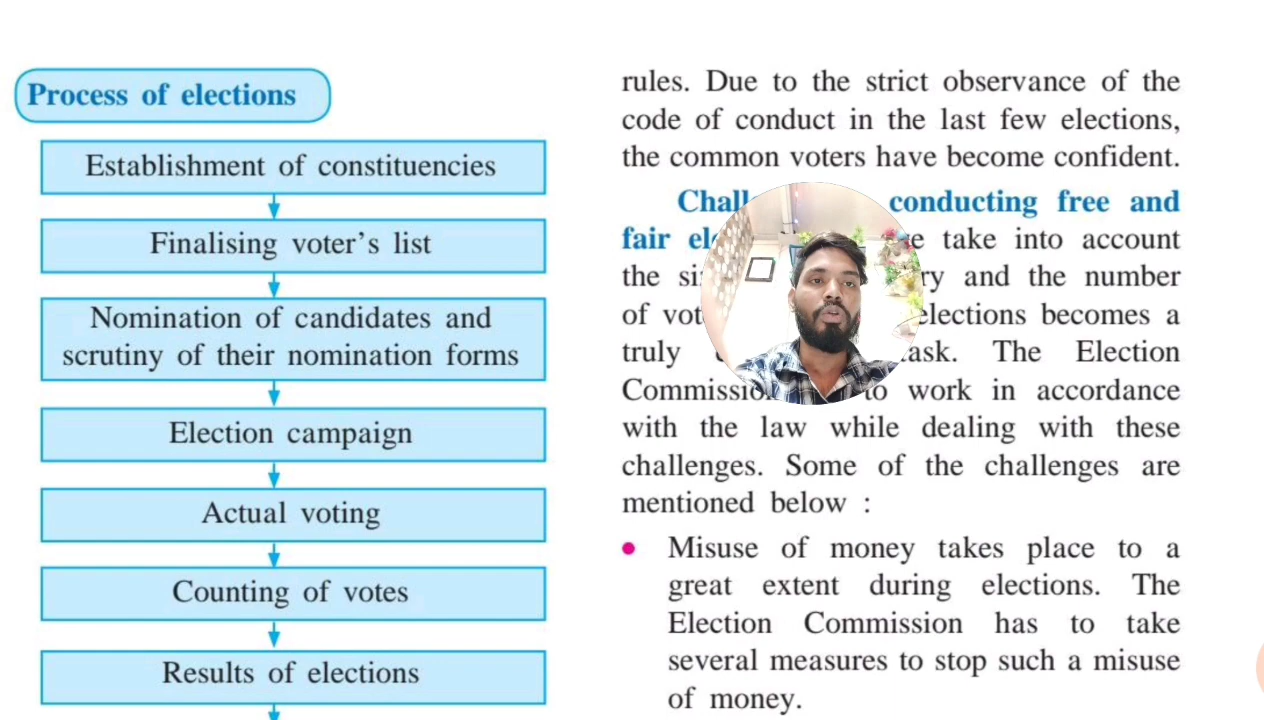 Process of elections
Establishment of constituencies
Finalising voter's list
Nomination of candidates and
scrutiny of their nomination forms
Election campaign
Actual voting
Counting of votes
Results of elections
rules. Due to the strict observance of the
code of conduct in the last few elections,
the common voters have become confident.
conducting free and
fair take into account
the and the number
of elections becomes a
truly The Election
Commission to work in accordance
with the law while dealing with these
challenges. Some of the challenges are
mentioned below :
• Misuse of money takes place to a
great extent during elections. The
Election Commission has to take
several measures to stop such a misuse
of money.